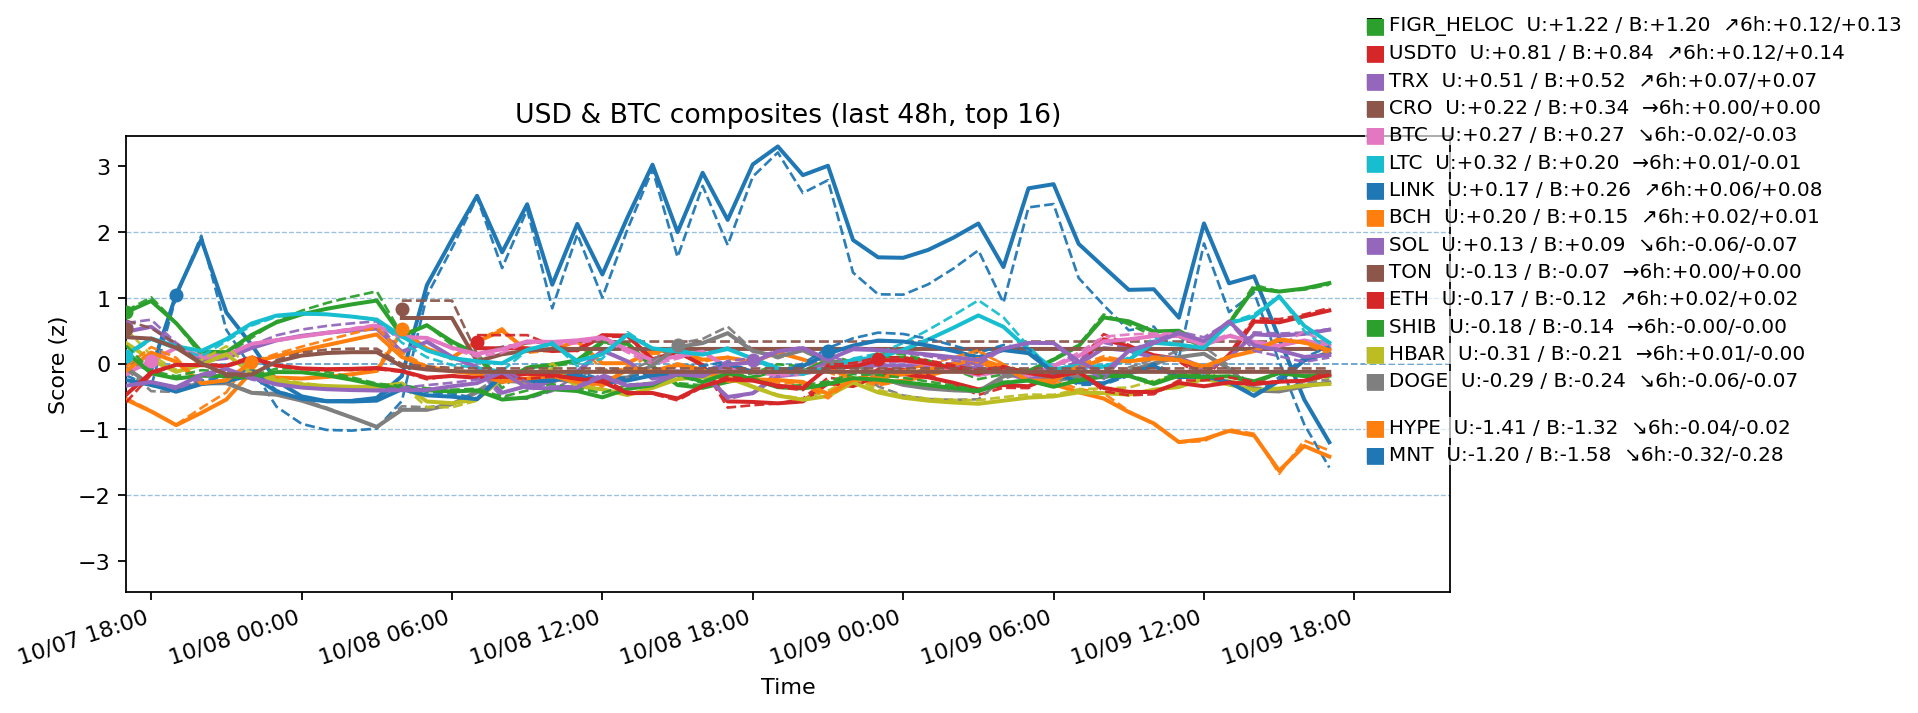 FIGR_HELOC U:+1.22 / B:+1.20 ↗6h:+0.12/+0.13
USDT0 U:+0.81 / B:+0.84 ↗6h:+0.12/+0.14
TRX U:+0.51 / B:+0.52 ↗6h:+0.07/+0.07
CRO U:+0.22 / B:+0.34 →6h:+0.00/+0.00
BTC U:+0.27 / B:+0.27 ↘6h:-0.02/-0.03
LTC U:+0.32 / B:+0.20 →6h:+0.01/-0.01
LINK U:+0.17 / B:+0.26 ↗6h:+0.06/+0.08
BCH U:+0.20 / B:+0.15 ↗6h:+0.02/+0.01
SOL U:+0.13 / B:+0.09 ↘6h:-0.06/-0.07
TON U:-0.13 / B:-0.07 →6h:+0.00/+0.00
ETH U:-0.17 / B:-0.12 ↗6h:+0.02/+0.02
SHIB U:-0.18 / B:-0.14 →6h:-0.00/-0.00
HBAR U:-0.31 / B:-0.21 →6h:+0.01/-0.00
DOGE U:-0.29 / B:-0.24 ↘6h:-0.06/-0.07
HYPE U:-1.41 / B:-1.32 ↘6h:-0.04/-0.02
MNT U:-1.20 / B:-1.58 ↘6h:-0.32/-0.28
USD & BTC composites (last 48h, top 16)
Score (z)
3
2
1
0
−1
−2
−3
10/07 18:00
10/08 00:00
10/08 06:00
10/08 12:00
10/08 18:00
10/09 00:00
10/09 06:00
10/09 12:00
10/09 18:00
Time